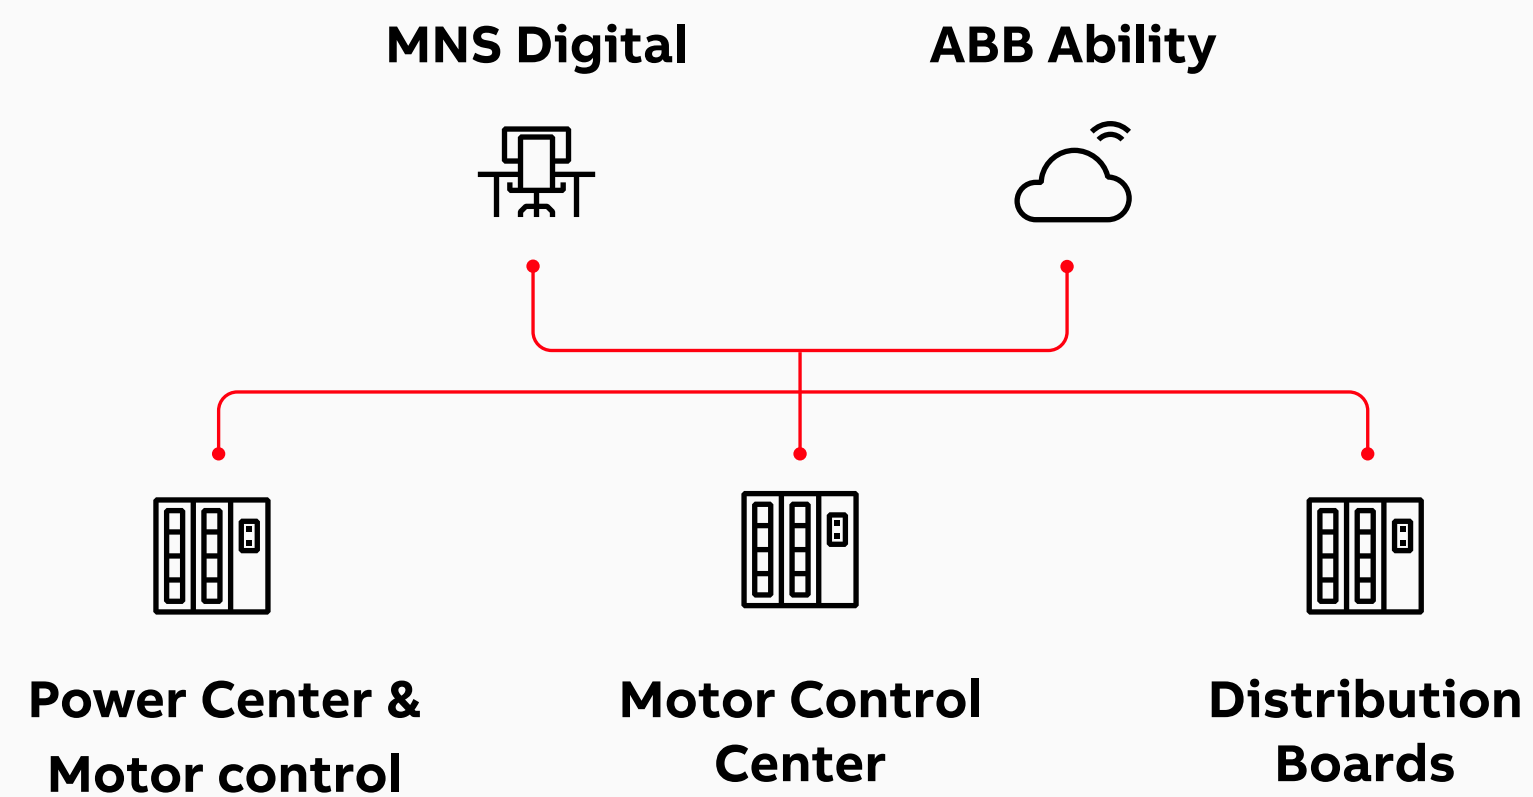 MNS Digital
ABB Ability
Power Center &
Motor control
Motor Control
Center
Distribution
Boards